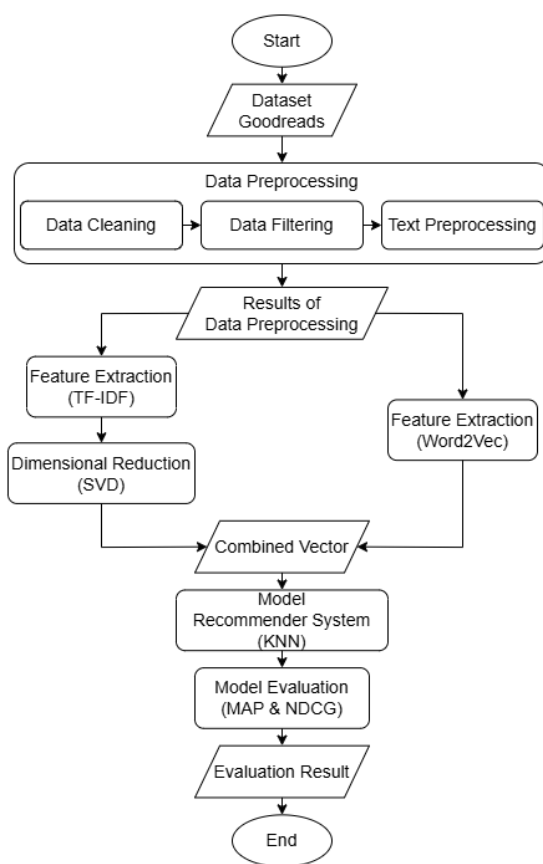 Start
Dataset
Goodreads
Data Preprocessing
Data Cleaning
Data Filtering
Text Preprocessing
Results of
Data Preprocessing
Feature Extraction
(TF-IDF)
Dimensional Reduction
(SVD)
Feature Extraction
(Word2Vec)
Combined Vector
Model
Recommender System
(KNN)
Model Evaluation
(MAP & NDCG)
Evaluation Result
End